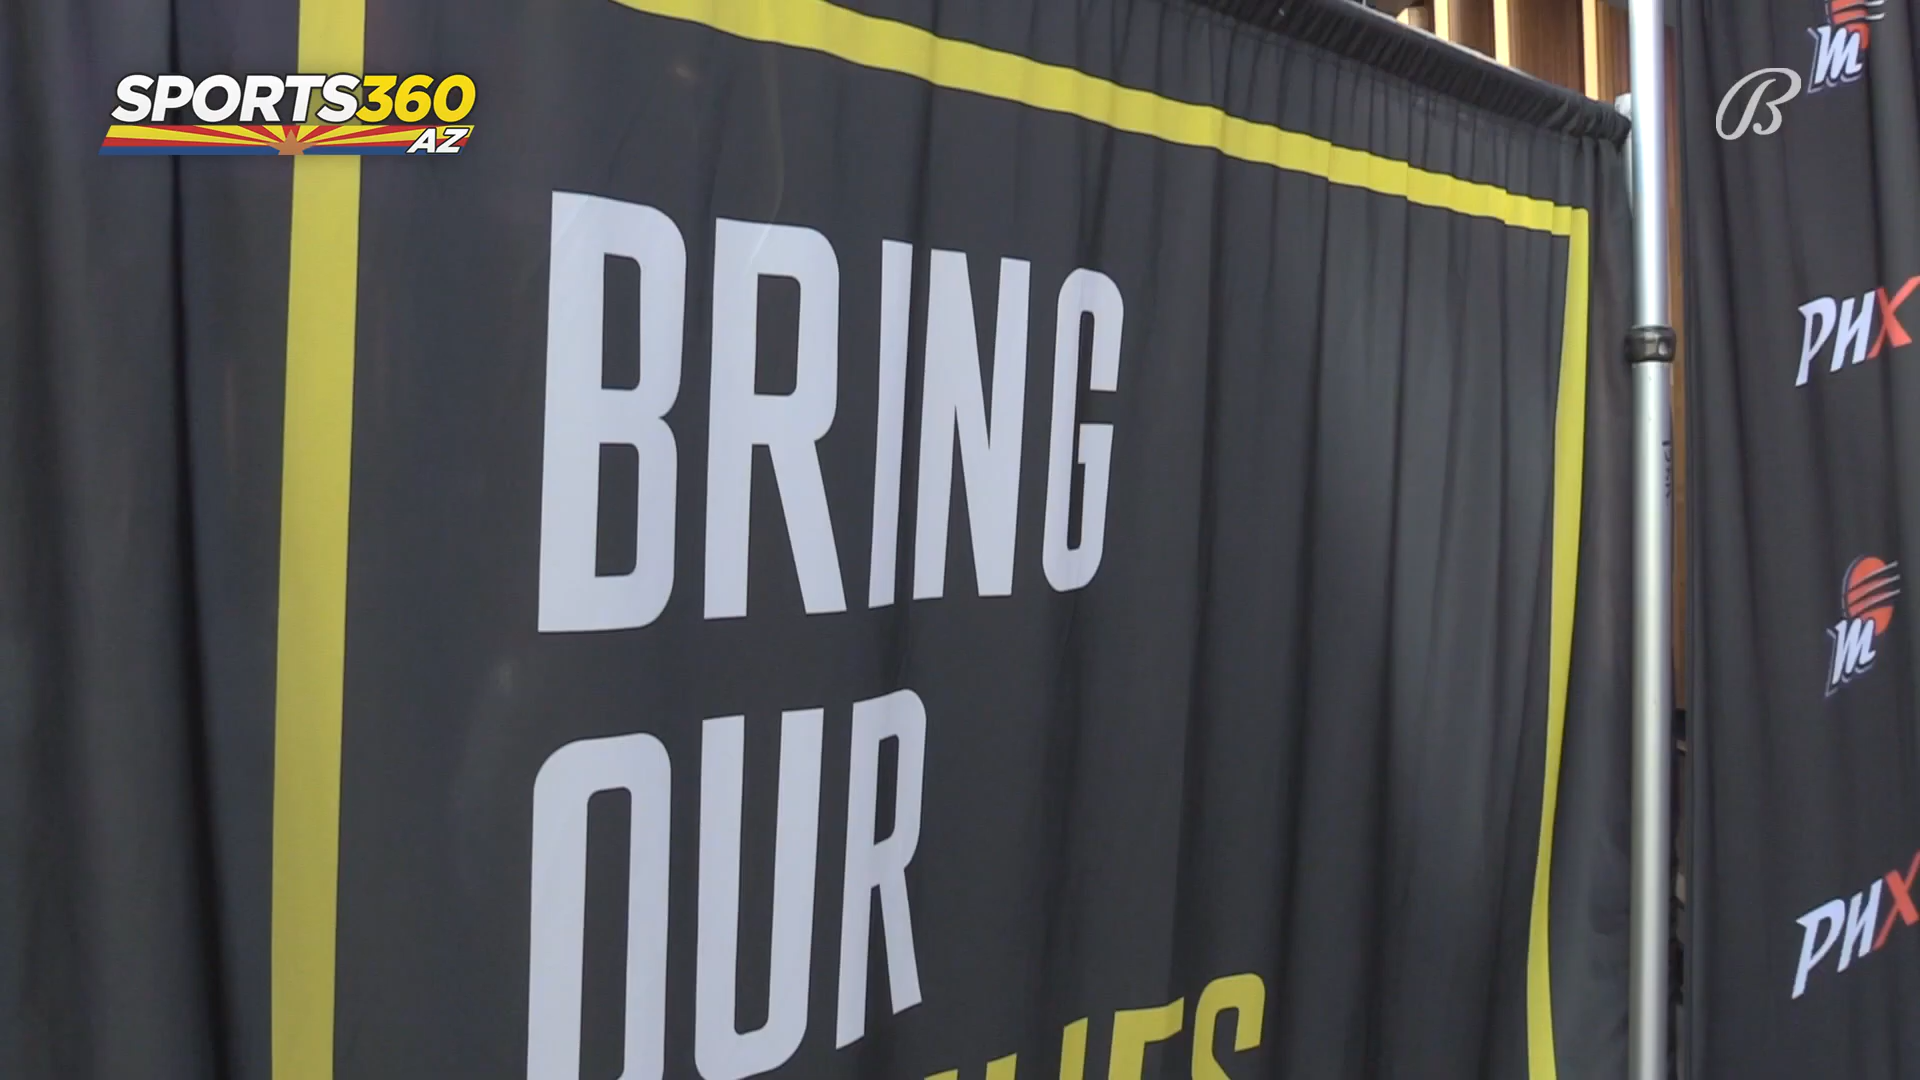 SPORTS360
AZ
B
BRING
OUR
M
PHX
M
PHX